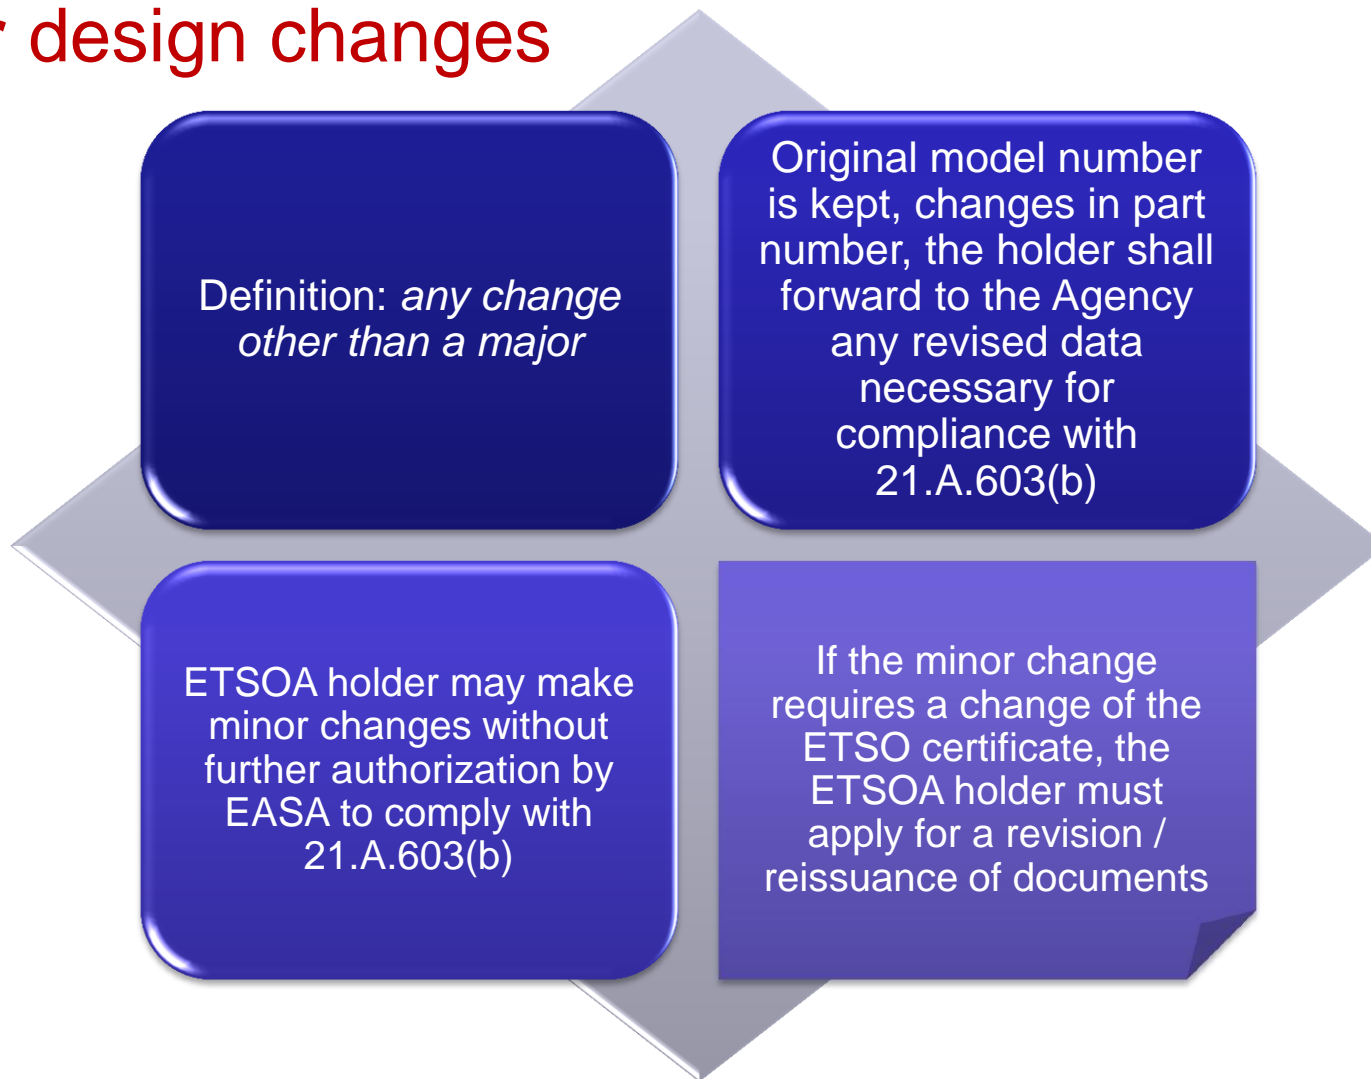 r design changes
Definition: any change
other than a major
Original model number
is kept, changes in part
number, the holder shall
forward to the Agency
any revised data
necessary for
compliance with
21.A.603(b)
ETSOA holder may make
minor changes without
further authorization by
EASA to comply with
21.A.603(b)
If the minor change
requires a change of the
ETSO certificate, the
ETSOA holder must
apply for a revision /
reissuance of documents